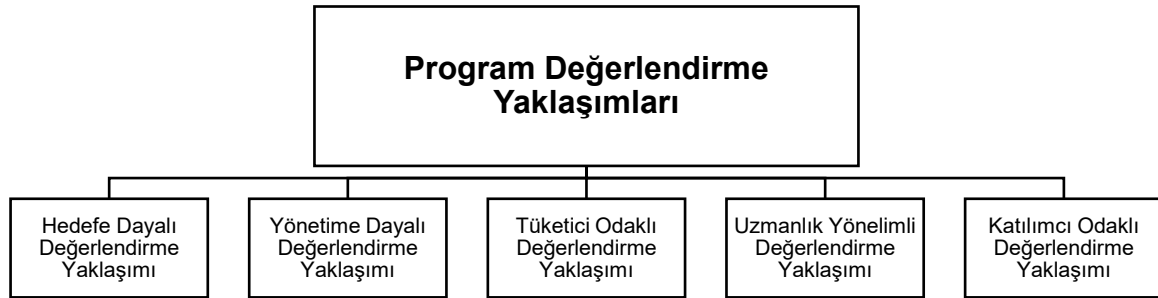 Program Değerlendirme
Yaklaşımları
Hedefe Dayalı
Değerlendirme
Yaklaşımı
Yönetime Dayalı
Değerlendirme
Yaklaşımı
Tüketici Odaklı
Değerlendirme
Yaklaşımı
Uzmanlık Yönelimli
Değerlendirme
Yaklaşımı
Katılımcı Odaklı
Değerlendirme
Yaklaşımı